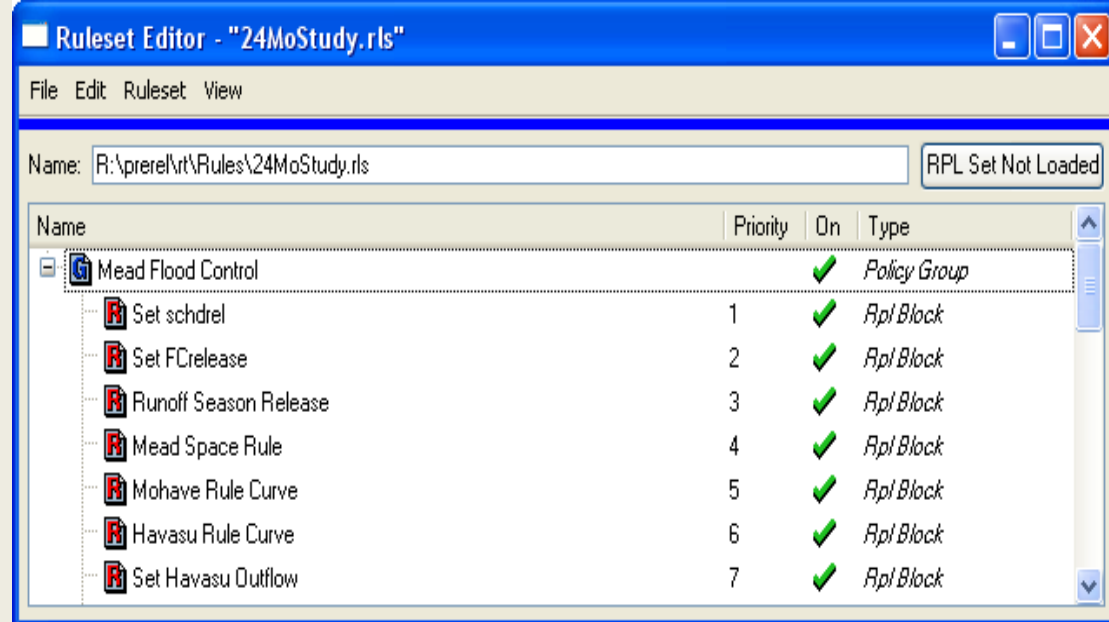 Ruleset Editor - "24MoStudy.rls"
File Edit Ruleset View
Name: R:\prerel\rt\Rules\24MoStudy.rls RPL Set Not Loaded
Name Priority On Type
G Mead Flood Control Policy Group
R Set schdrel 1 Rpl Block
R Set FCrelease 2 Rpl Block
R Runoff Season Release 3 Rpl Block
R Mead Space Rule 4 Rpl Block
R Mohave Rule Curve 5 Rpl Block
R Havasu Rule Curve 6 Rpl Block
R Set Havasu Outflow 7 Rpl Block